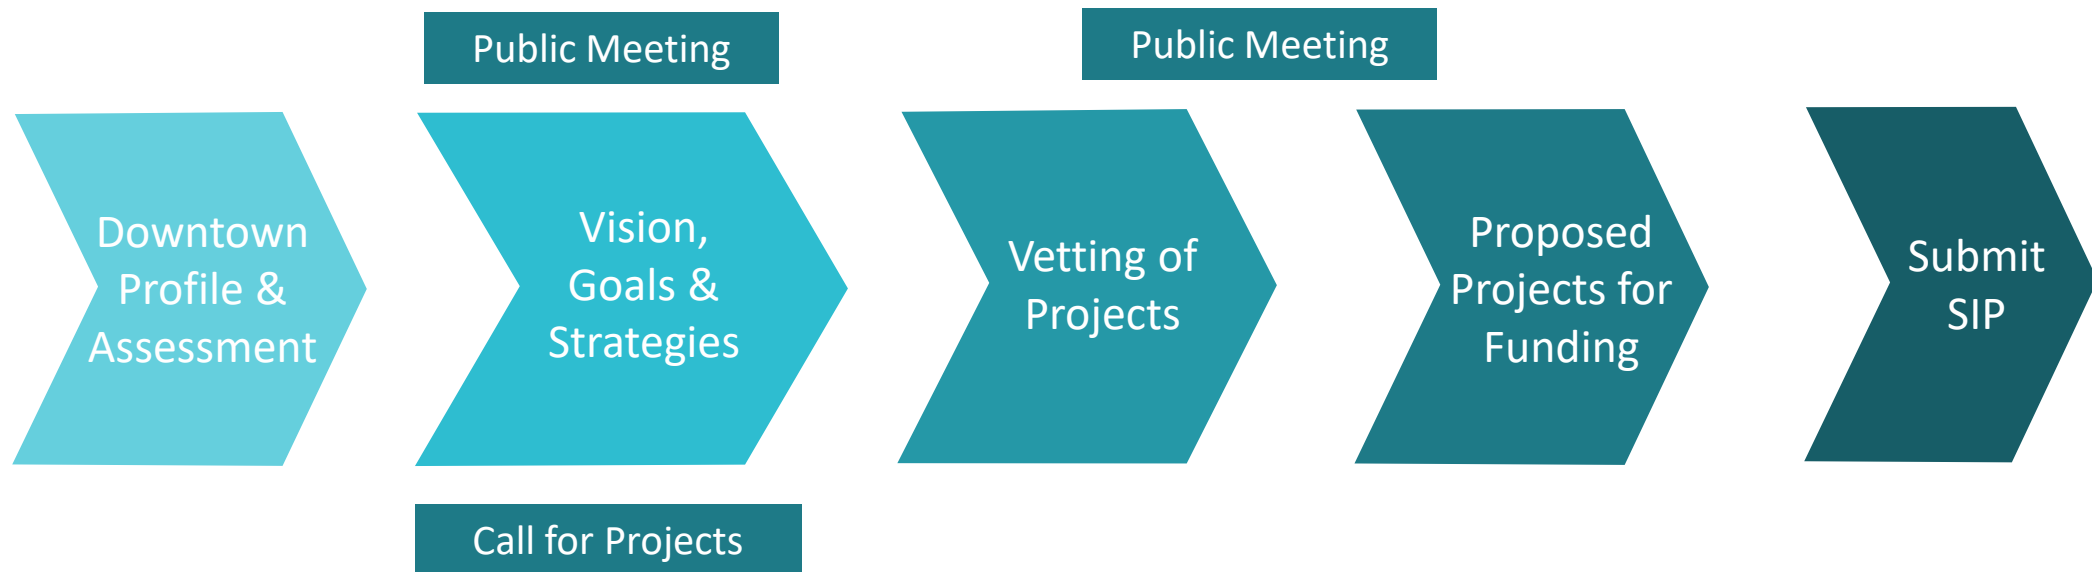 Public Meeting
Public Meeting
Downtown
Profile &
Assessment
Vision,
Goals &
Strategies
Vetting of
Projects
Proposed
Projects for
Funding
Submit
SIP
Call for Projects